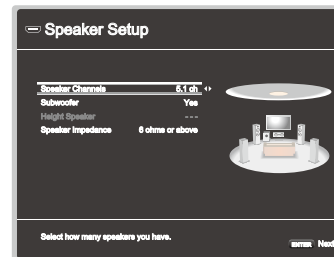 Speaker Setup
Speaker Channels 5.1 ch
Subwoofer Yes
Height Speaker ---
Speaker Impedance 6 ohms or above
Select how many speakers you have.
ENTER Next